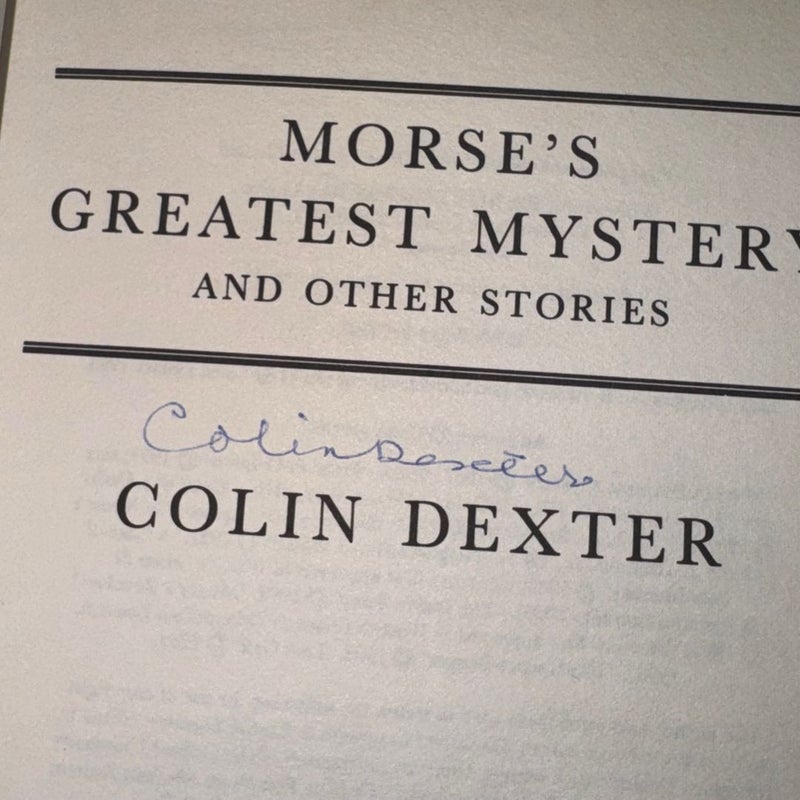 MORSE'S
GREATEST MYSTERY
AND OTHER STORIES
Colin Dexter
COLIN DEXTER